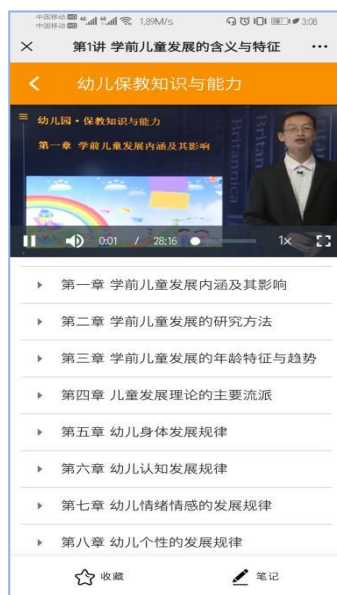 中国移动 46 1.89M/s 3:08
中国移动
第1讲 学前儿童发展的含义与特征
幼儿保教知识与能力
幼儿园·保教知识与能力
第一章 学前儿童发展内涵及其影响
Britannica
0:01 / 28:16 1×
第一章 学前儿童发展内涵及其影响
第二章 学前儿童发展的研究方法
第三章 学前儿童发展的年龄特征与趋势
第四章 儿童发展理论的主要流派
第五章 幼儿身体发展规律
第六章 幼儿认知发展规律
第七章 幼儿情绪情感的发展规律
第八章 幼儿个性的发展规律
收藏 笔记